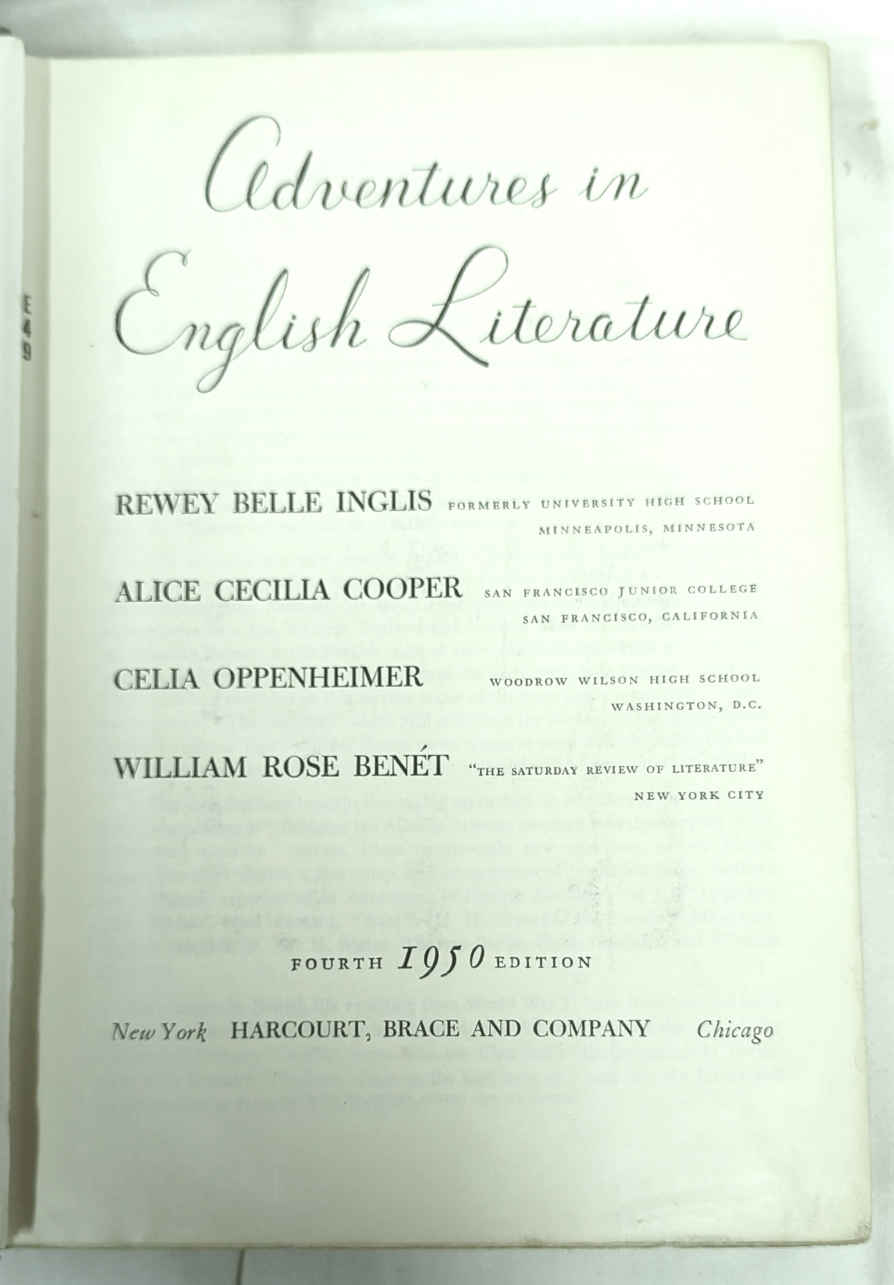 Adventures in
English Literature
E
4
9
REWEY BELLE INGLIS FORMERLY UNIVERSITY HIGH SCHOOL
MINNEAPOLIS, MINNESOTA
ALICE CECILIA COOPER SAN FRANCISCO JUNIOR COLLEGE
SAN FRANCISCO, CALIFORNIA
CELIA OPPENHEIMER WOODROW WILSON HIGH SCHOOL
WASHINGTON, D.C.
WILLIAM ROSE BENÉT "THE SATURDAY REVIEW OF LITERATURE"
NEW YORK CITY
FOURTH 1950 EDITION
New York HARCOURT, BRACE AND COMPANY Chicago